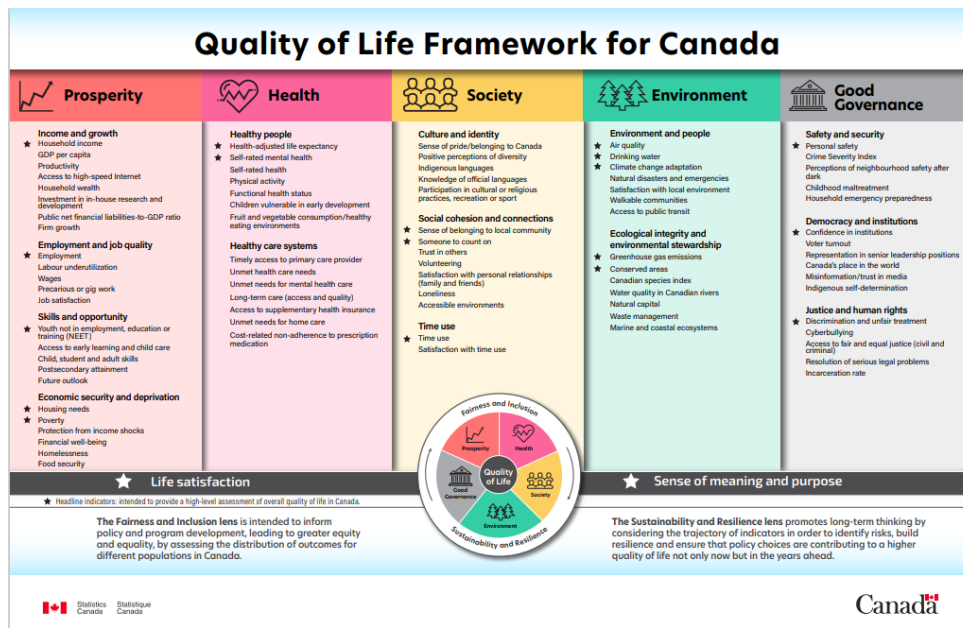 Quality of Life Framework for Canada
Prosperity
Income and growth
★ Household income
GDP per capita
Productivity
Access to high-speed Internet
Household wealth
Investment in in-house research and
development
Public net financial liabilities-to-GDP ratio
Firm growth
Employment and job quality
★ Employment
Labour underutilization
Wages
Precarious or gig work
Job satisfaction
Skills and opportunity
★ Youth not in employment, education or
training (NEET)
Access to early learning and child care
Child, student and adult skills
Postsecondary attainment
Future outlook
Economic security and deprivation
★ Housing needs
★ Poverty
Protection from income shocks
Financial well-being
Homelessness
Food security
Health
Healthy people
★ Health-adjusted life expectancy
★ Self-rated mental health
Self-rated health
Physical activity
Functional health status
Children vulnerable in early development
Fruit and vegetable consumption/healthy
eating environments
Healthy care systems
Timely access to primary care provider
Unmet health care needs
Unmet needs for mental health care
Long-term care (access and quality)
Access to supplementary health insurance
Unmet needs for home care
Cost-related non-adherence to prescription
medication
Society
Culture and identity
Sense of pride/belonging to Canada
Positive perceptions of diversity
Indigenous languages
Knowledge of official languages
Participation in cultural or religious
practices, recreation or sport
Social cohesion and connections
★ Sense of belonging to local community
★ Someone to count on
Trust in others
Volunteering
Satisfaction with personal relationships
(family and friends)
Loneliness
Accessible environments
Time use
★ Time use
Satisfaction with time use
Environment
Environment and people
★ Air quality
★ Drinking water
★ Climate change adaptation
Natural disasters and emergencies
Satisfaction with local environment
Walkable communities
Access to public transit
Ecological integrity and
environmental stewardship
★ Greenhouse gas emissions
★ Conserved areas
Canadian species index
Water quality in Canadian rivers
Natural capital
Waste management
Marine and coastal ecosystems
Good
Governance
Safety and security
★ Personal safety
Crime Severity Index
Perceptions of neighbourhood safety after
dark
Childhood maltreatment
Household emergency preparedness
Democracy and institutions
★ Confidence in institutions
Voter turnout
Representation in senior leadership positions
Canada's place in the world
Misinformation/trust in media
Indigenous self-determination
Justice and human rights
★ Discrimination and unfair treatment
Cyberbullying
Access to fair and equal justice (civil and
criminal)
Resolution of serious legal problems
Incarceration rate
Fairness and Inclusion
Prosperity
Health
Quality
of Life
Good
Governance
Society
Environment
Sustainability and Resilience
★ Life satisfaction
★ Sense of meaning and purpose
★ Headline indicators: intended to provide a high-level assessment of overall quality of life in Canada.
The Fairness and Inclusion lens is intended to inform
policy and program development, leading to greater equity
and equality, by assessing the distribution of outcomes for
different populations in Canada.
The Sustainability and Resilience lens promotes long-term thinking by
considering the trajectory of indicators in order to identify risks, build
resilience and ensure that policy choices are contributing to a higher
quality of life not only now but in the years ahead.
Statistics
Canada
Statistique
Canada
Canada